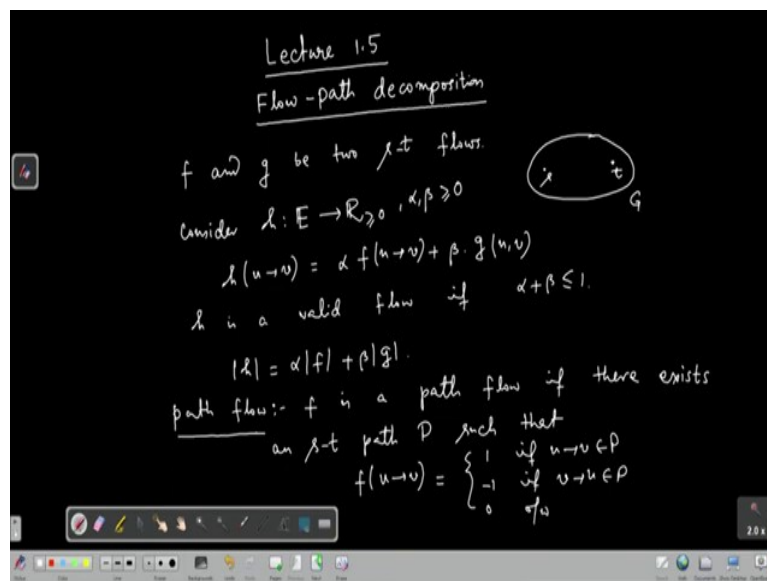 Lecture 1.5
Flow-path decomposition
f and g be two s-t flows.
s t
G
Consider h: E → ℝ≥0, α,β ≥ 0
h(u→v) = α f(u→v) + β. g(u,v)
h is a valid flow if α+β ≤ 1.
|h| = α|f| + β|g|.
path flow:- f is a path flow if there exists
an s-t path P such that
f(u→v) = { 1 if u→v ∈ P
-1 if v→u ∈ P
0 o/w
2.0 x